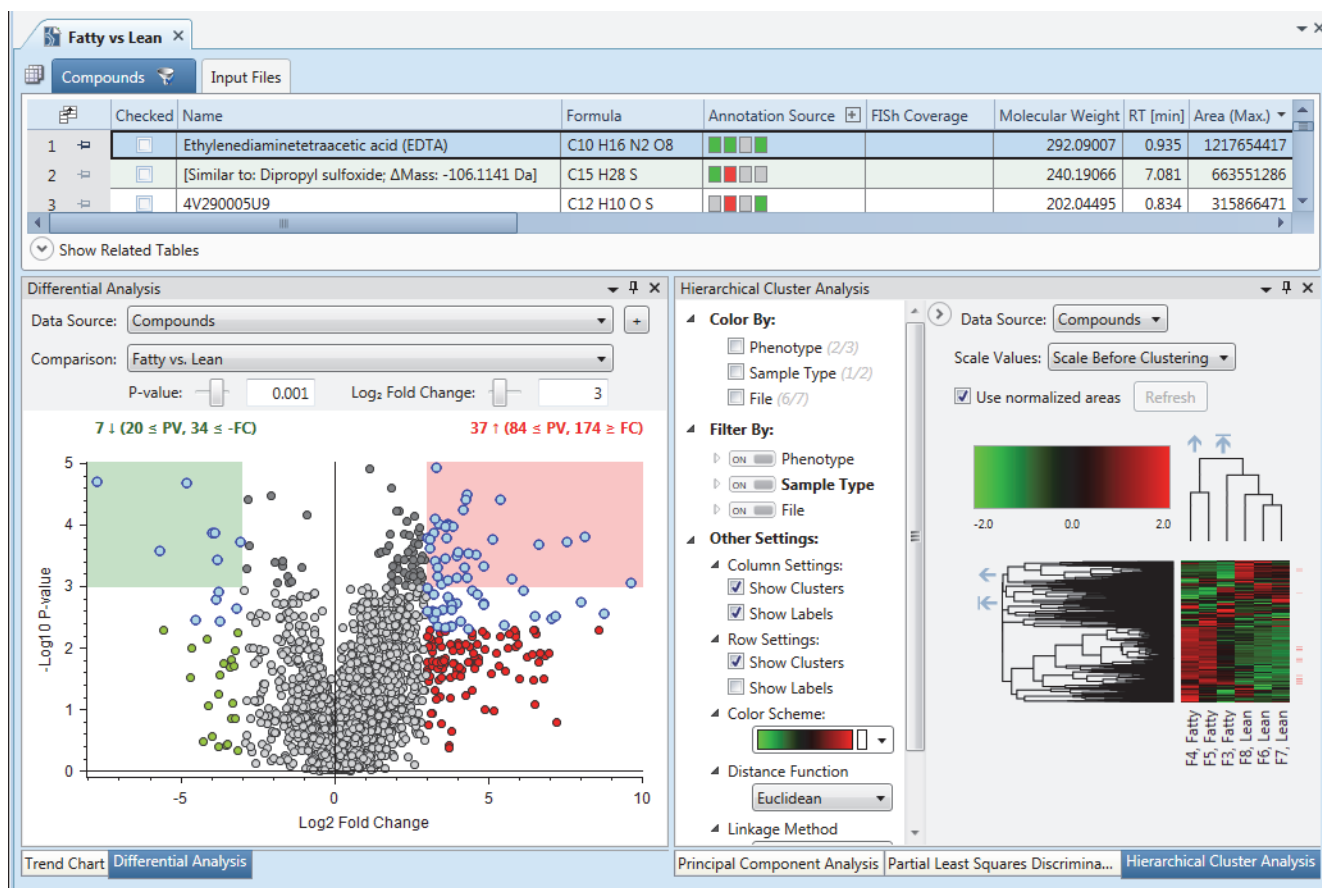 Fatty vs Lean
Compounds Input Files
Checked Name Formula Annotation Source FISh Coverage Molecular Weight RT [min] Area (Max.)
1 Ethylenediaminetetraacetic acid (EDTA) C10 H16 N2 O8 292.09007 0.935 1217654417
2 [Similar to: Dipropyl sulfoxide; ΔMass: -106.1141 Da] C15 H28 S 240.19066 7.081 663551286
3 4V290005U9 C12 H10 O S 202.04495 0.834 315866471
Show Related Tables
Differential Analysis
Data Source: Compounds +
Comparison: Fatty vs. Lean
P-value: 0.001 Log₂ Fold Change: 3
7 ↓ (20 ≤ PV, 34 ≤ -FC) 37 ↑ (84 ≤ PV, 174 ≥ FC)
5
4
3
2
1
0
-Log10 P-value
-5 0 5 10
Log2 Fold Change
Trend Chart Differential Analysis
Hierarchical Cluster Analysis
Color By:
Phenotype (2/3)
Sample Type (1/2)
File (6/7)
Filter By:
ON Phenotype
ON Sample Type
ON File
Other Settings:
Column Settings:
Show Clusters
Show Labels
Row Settings:
Show Clusters
Show Labels
Color Scheme:
Distance Function
Euclidean
Linkage Method
Data Source: Compounds
Scale Values: Scale Before Clustering
Use normalized areas Refresh
-2.0 0.0 2.0
F4, Fatty
F5, Fatty
F3, Fatty
F8, Lean
F6, Lean
F7, Lean
Principal Component Analysis Partial Least Squares Discrimina... Hierarchical Cluster Analysis